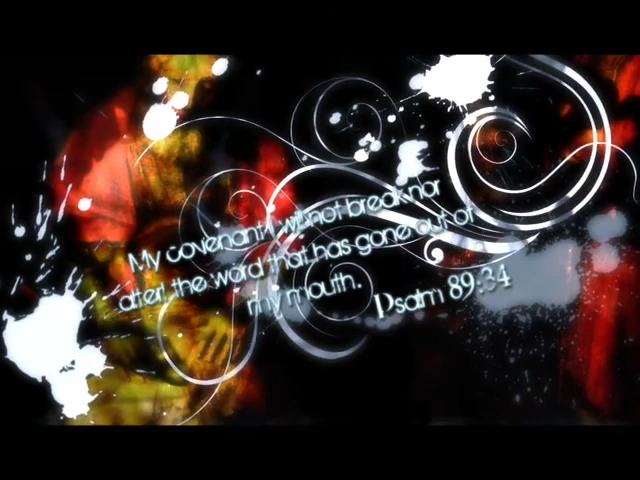 My covenant I will not break nor
alter! the word that has gone out of
my mouth.
Psalm 89:34